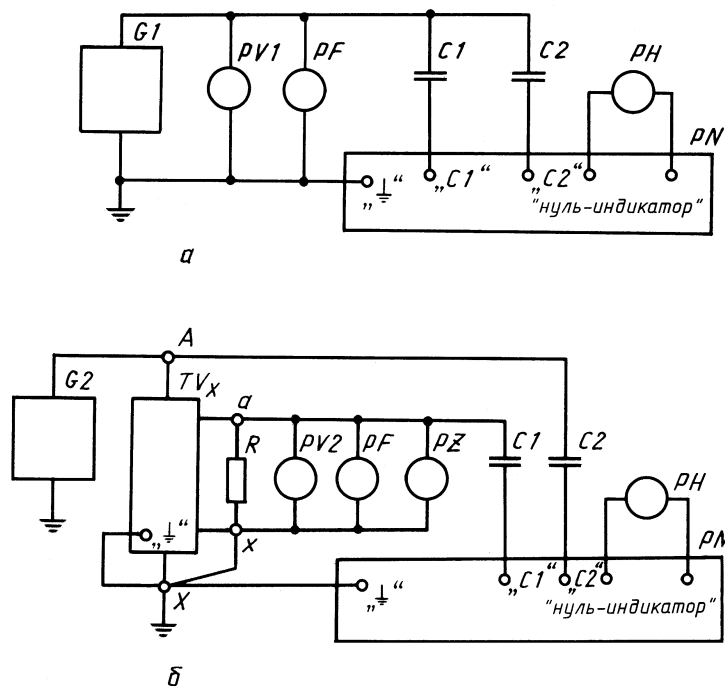 G1
PV1
PF
C1
C2
PH
PN
„⏚“
„C1“
„C2“
"нуль-индикатор"
а
A
G2
TVx
a
R
PV2
PF
PZ
C1
C2
PH
PN
„⏚“
x
X
„⏚“
„C1“
„C2“
"нуль-индикатор"
б